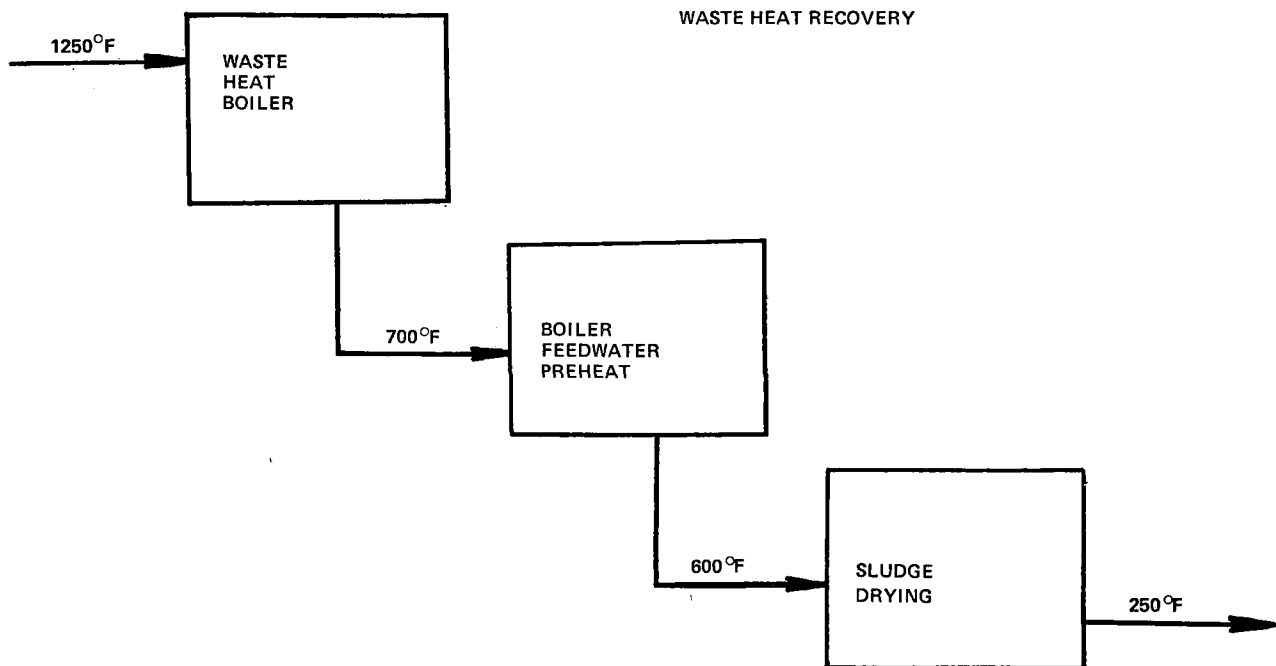 WASTE HEAT RECOVERY
1250°F
WASTE
HEAT
BOILER
700°F
BOILER
FEEDWATER
PREHEAT
600°F
SLUDGE
DRYING
250°F